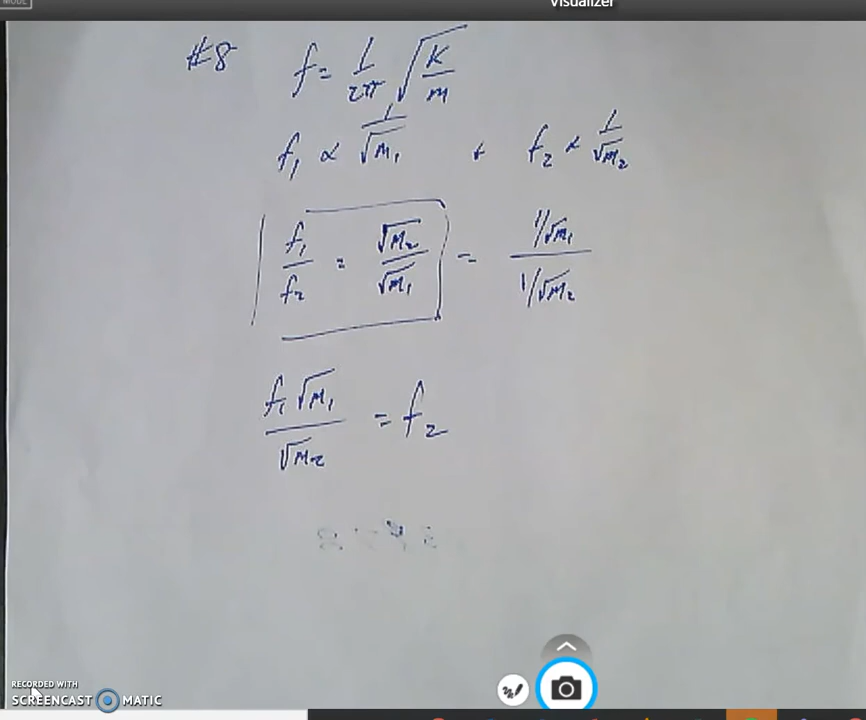 MODE
Visualizer
#8 f = 1/2π √(K/m)
f₁ ∝ 1/√M₁ + f₂ ∝ 1/√M₂
f₁/f₂ = √M₂/√M₁ = (1/√M₁)/(1/√M₂)
f₁√M₁/√M₂ = f₂
RECORDED WITH
SCREENCAST MATIC